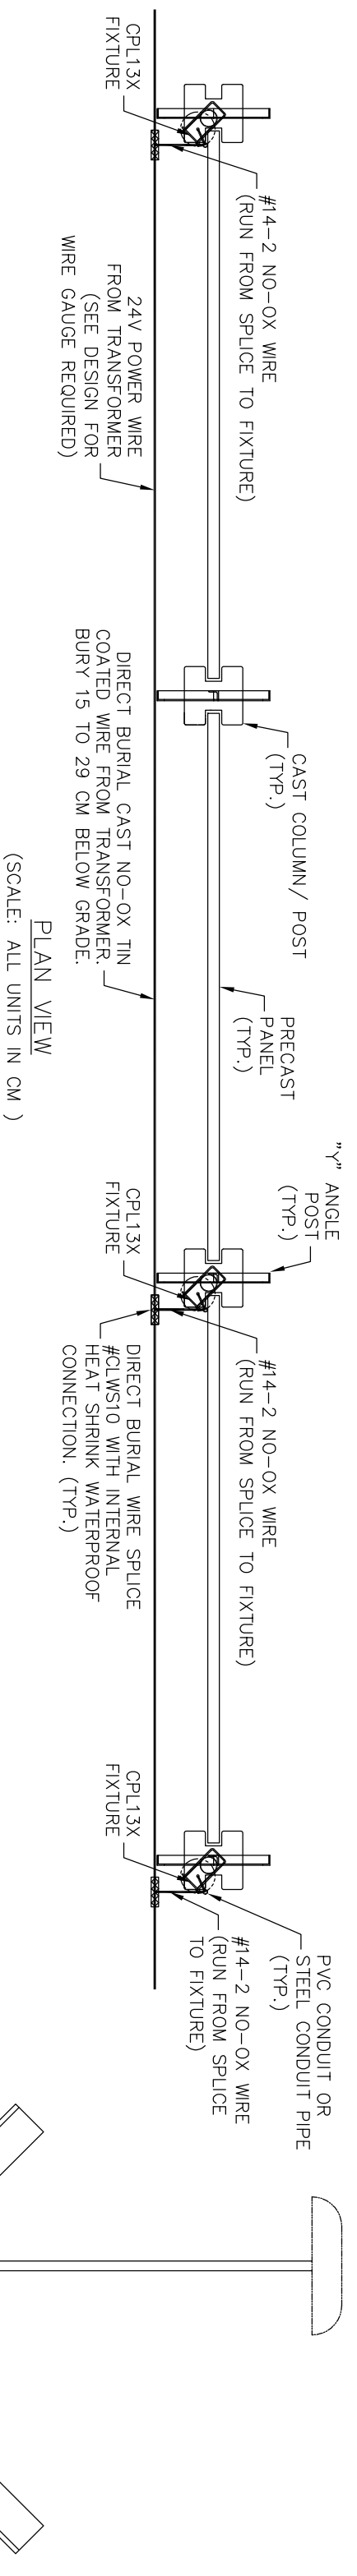 CPL13X
FIXTURE
#14-2 NO-OX WIRE
(RUN FROM SPLICE TO FIXTURE)
24V POWER WIRE
FROM TRANSFORMER
(SEE DESIGN FOR
WIRE GAUGE REQUIRED)
CAST COLUMN/ POST
(TYP.)
DIRECT BURIAL CAST NO-OX TIN
COATED WIRE FROM TRANSFORMER.
BURY 15 TO 29 CM BELOW GRADE.
PLAN VIEW
(SCALE: ALL UNITS IN CM )
PRECAST
PANEL
(TYP.)
"Y" ANGLE
POST
(TYP.)
CPL13X
FIXTURE
#14-2 NO-OX WIRE
(RUN FROM SPLICE TO FIXTURE)
DIRECT BURIAL WIRE SPLICE
#CLWS10 WITH INTERNAL
HEAT SHRINK WATERPROOF
CONNECTION. (TYP.)
CPL13X
FIXTURE
PVC CONDUIT OR
STEEL CONDUIT PIPE
(TYP.)
#14-2 NO-OX WIRE
(RUN FROM SPLICE
TO FIXTURE)